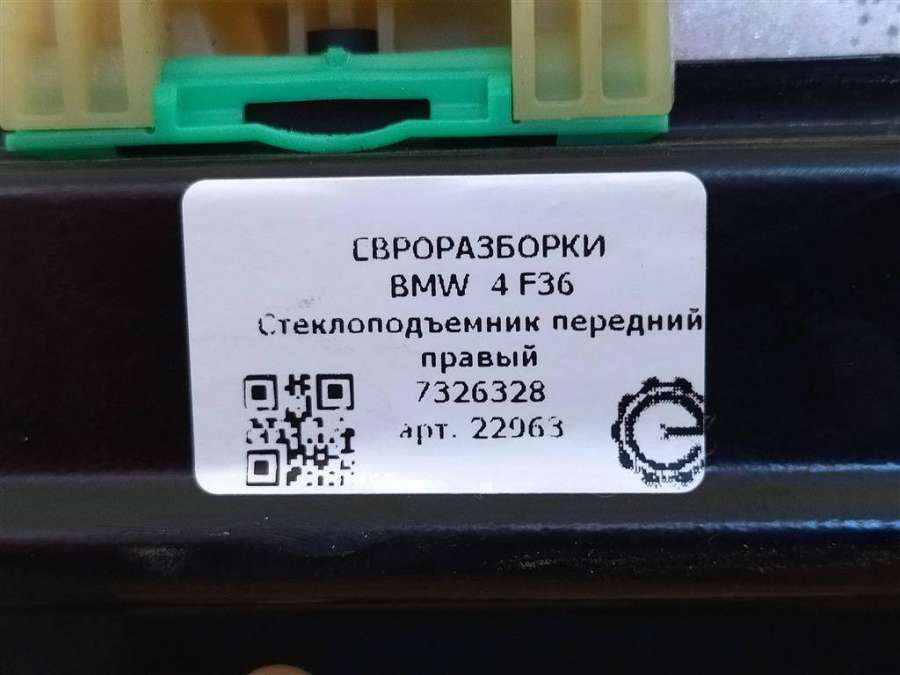 ЕВРОРАЗБОРКИ
BMW 4 F36
Стеклоподъемник передний
правый
7326328
арт. 22963